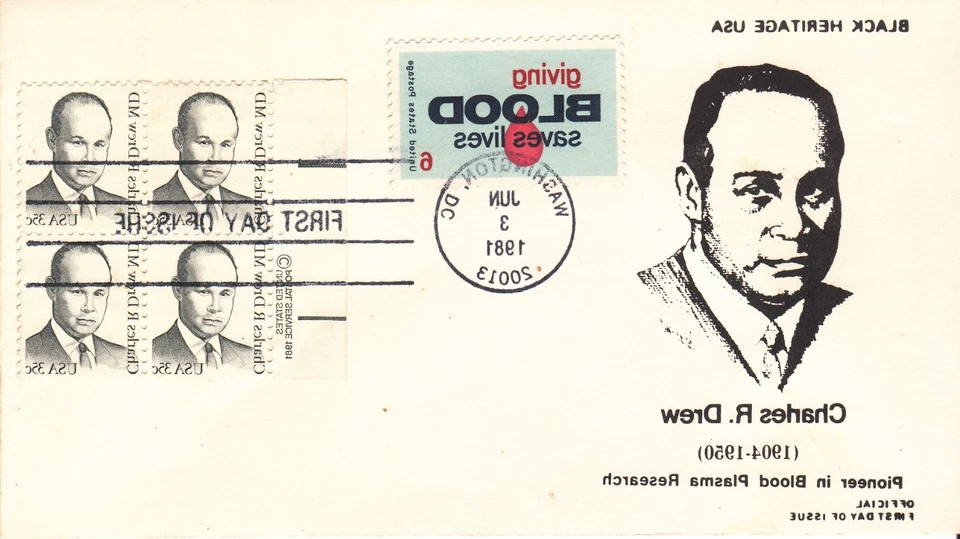 BLACK HERITAGE USA
giving
BLOOD
saves lives
United States Postage
6
WASHINGTON, DC
JUN
3
1981
20013
FIRST DAY OF ISSUE
Charles R Drew MD
USA 35c
Charles R Drew MD
USA 35c
Charles R Drew MD
USA 35c
Charles R Drew MD
USA 35c
©
UNITED STATES
POSTAL SERVICE 1981
Charles R. Drew
(1904-1950)
Pioneer in Blood Plasma Research
OFFICIAL
FIRST DAY OF ISSUE